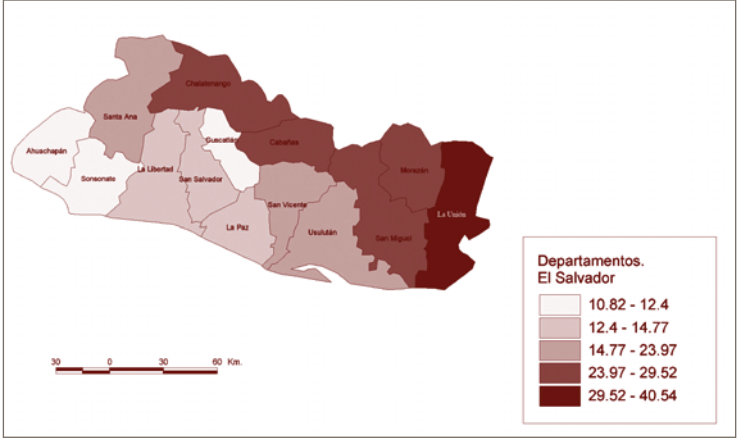 Chalatenango
Santa Ana
Guscatlán
Cabañas
Ahuachapán
Sonsonate
La Libertad
San Salvador
Morazán
San Vicente
La Unión
La Paz
Usulután
San Miguel
Departamentos.
El Salvador
10.82 - 12.4
12.4 - 14.77
14.77 - 23.97
23.97 - 29.52
29.52 - 40.54
30 0 30 60 Km.